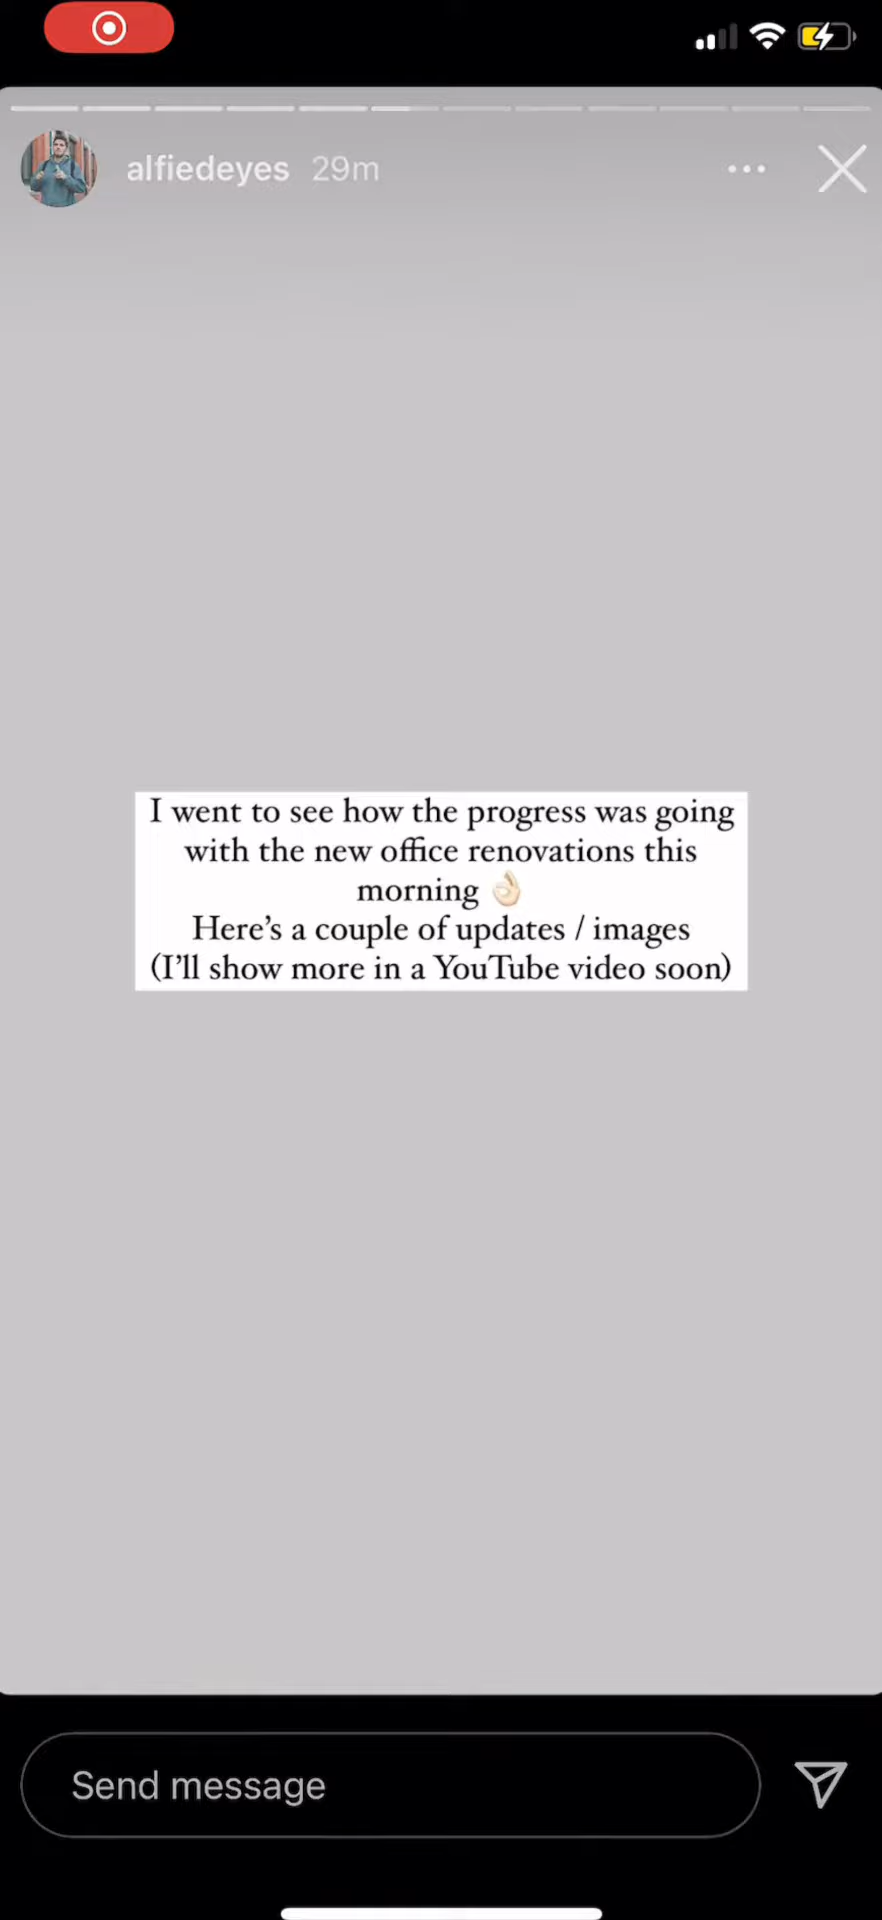 alfiedeyes 29m
I went to see how the progress was going
with the new office renovations this
morning 👌🏻
Here's a couple of updates / images
(I'll show more in a YouTube video soon)
Send message